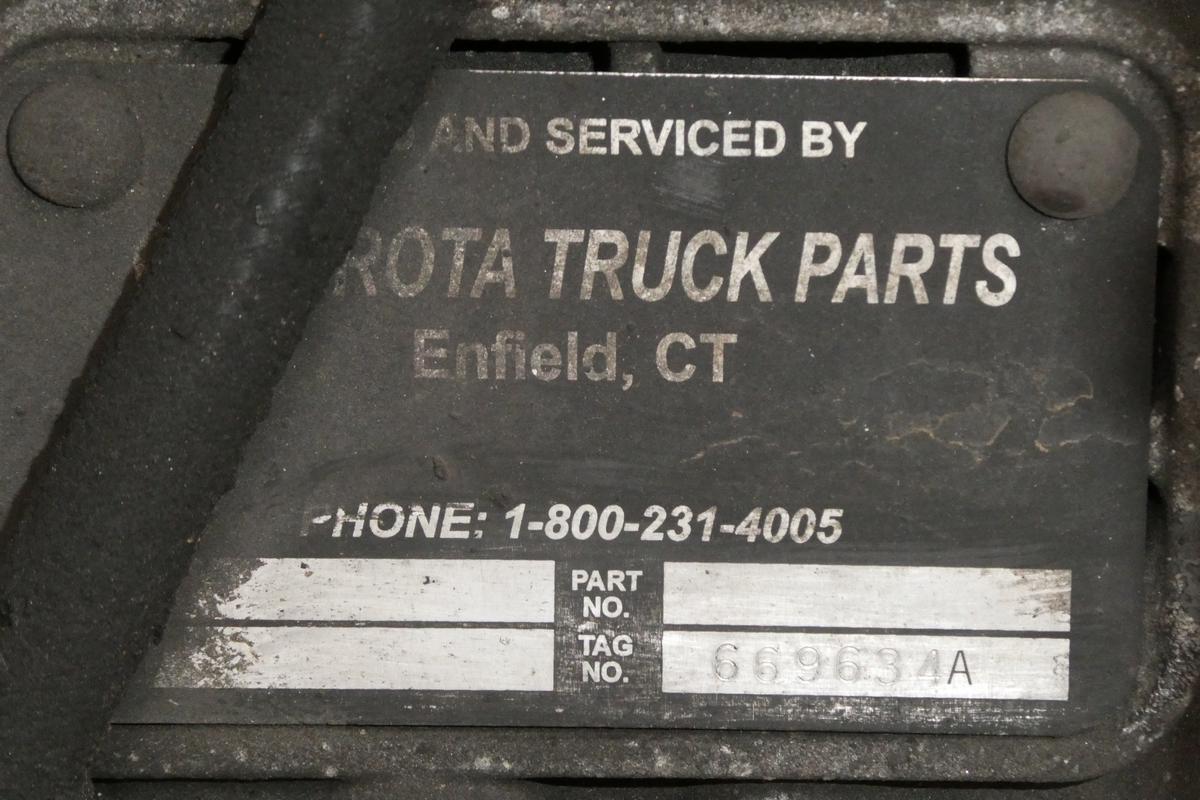 AND SERVICED BY
ROTA TRUCK PARTS
Enfield, CT
PHONE: 1-800-231-4005
PART NO.
TAG NO. 669634A